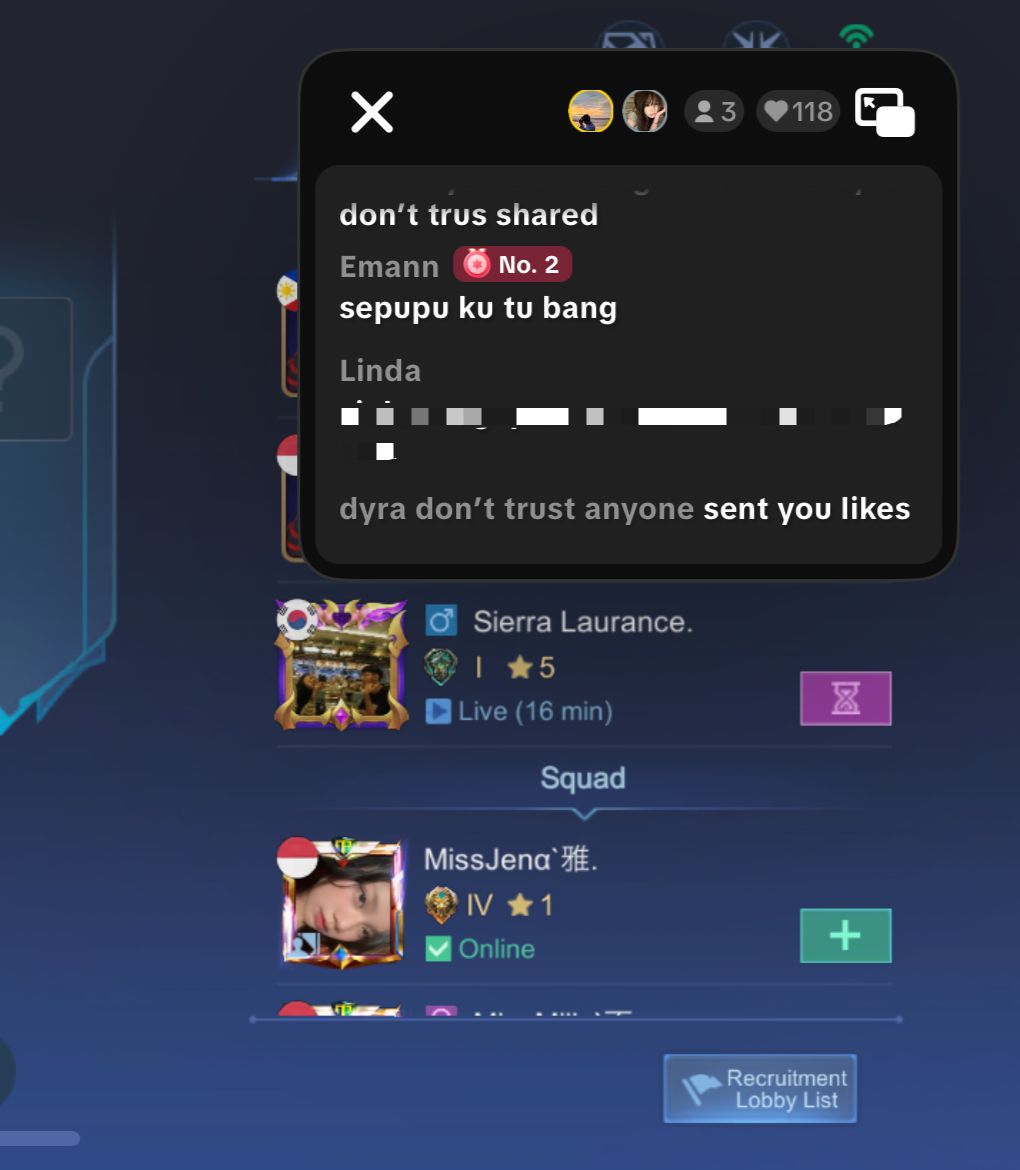 3
118
don't trus shared
Emann No. 2
sepupu ku tu bang
Linda
dyra don't trust anyone sent you likes
Sierra Laurance.
I 5
Live (16 min)
Squad
MissJenα`雅.
IV 1
Online
Recruitment
Lobby List